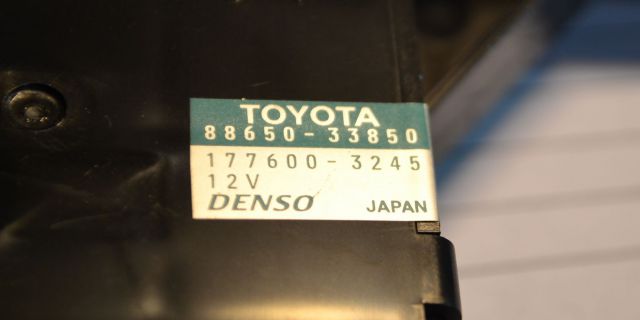 TOYOTA
88650-33850
177600-3245
12V
DENSO JAPAN